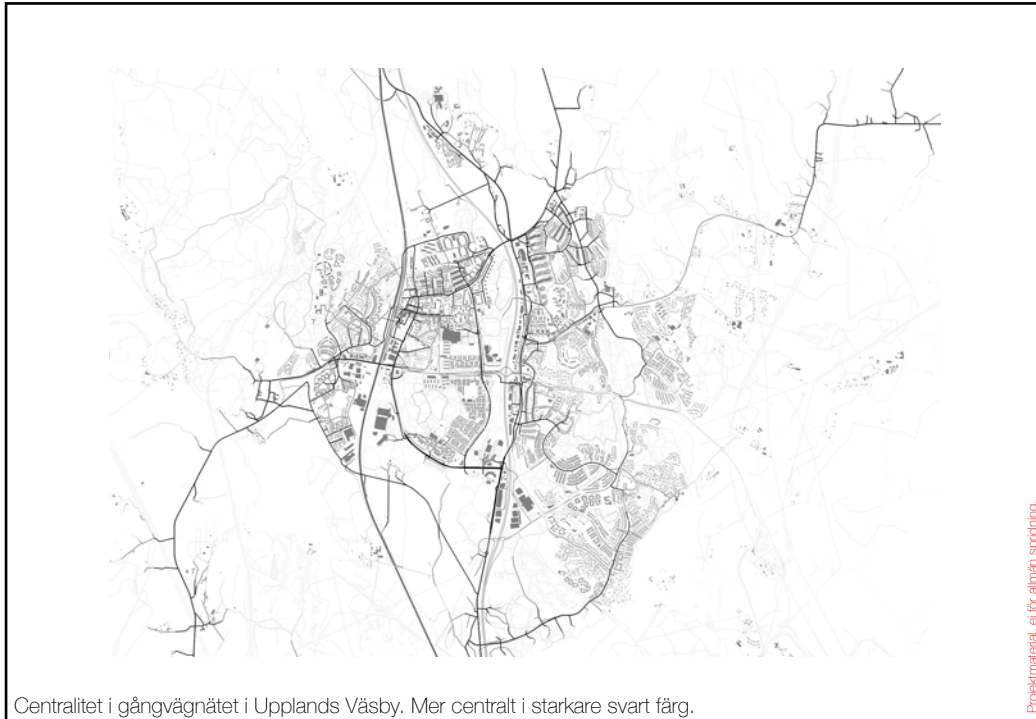 Projektmaterial, ej för allmän spridning
Centralitet i gångvägnätet i Upplands Väsby. Mer centralt i starkare svart färg.